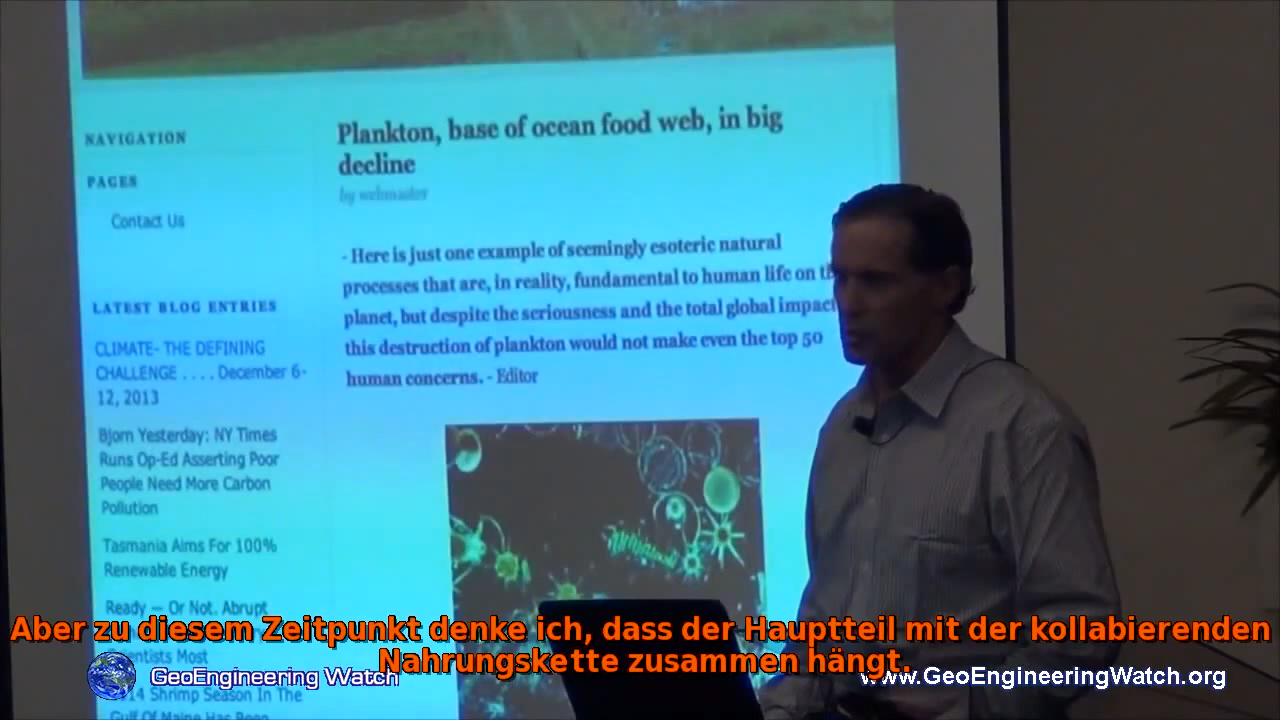 NAVIGATION
PAGES
Contact Us
LATEST BLOG ENTRIES
CLIMATE- THE DEFINING
CHALLENGE . . . . December 6-
12, 2013
Bjorn Yesterday: NY Times
Runs Op-Ed Asserting Poor
People Need More Carbon
Pollution
Tasmania Aims For 100%
Renewable Energy
Ready — Or Not. Abrupt
Scientists Most
2014 Shrimp Season In The
Gulf Of Maine Has Been
Plankton, base of ocean food web, in big
decline
by webmaster
- Here is just one example of seemingly esoteric natural
processes that are, in reality, fundamental to human life on
planet, but despite the seriousness and the total global impact
this destruction of plankton would not make even the top 50
human concerns. - Editor
Aber zu diesem Zeitpunkt denke ich, dass der Hauptteil mit der kollabierenden
Nahrungskette zusammen hängt.
GeoEngineering Watch
www.GeoEngineeringWatch.org